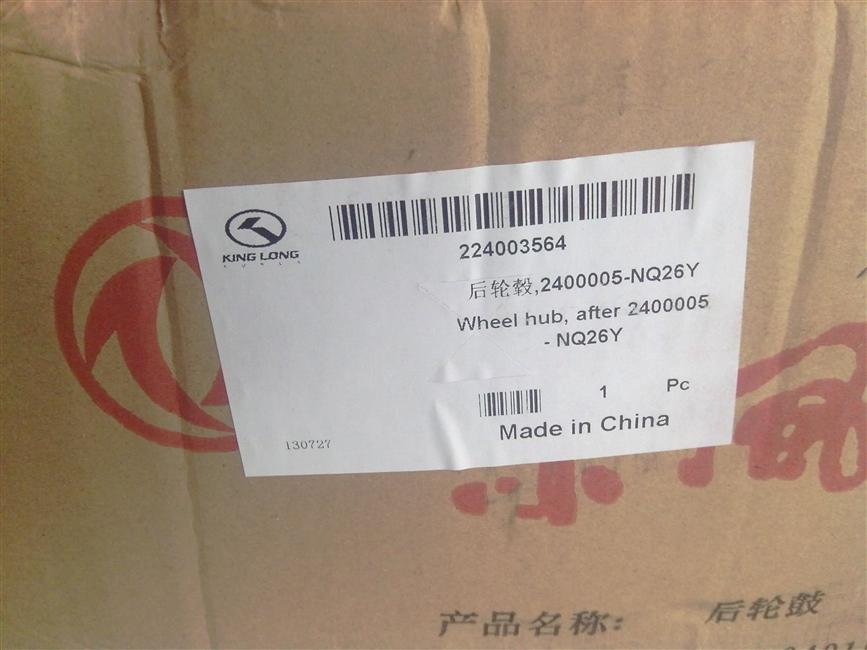 KING LONG
224003564
后轮毂,2400005-NQ26Y
Wheel hub, after 2400005
- NQ26Y
1 Pc
Made in China
130727
产品名称: 后轮鼓